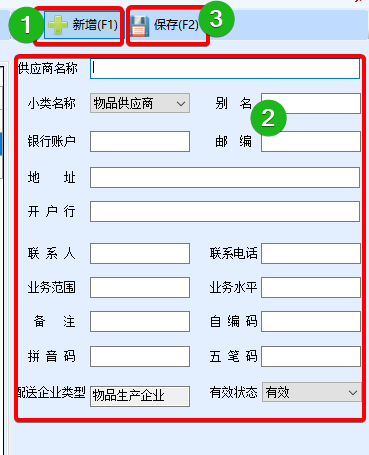 1 新增(F1) 保存(F2) 3
供应商名称
小类名称 物品供应商 别 名
2
银行账户 邮 编
地 址
开 户 行
联 系 人 联系电话
业务范围 业务水平
备 注 自 编 码
拼 音 码 五 笔 码
配送企业类型 物品生产企业 有效状态 有效